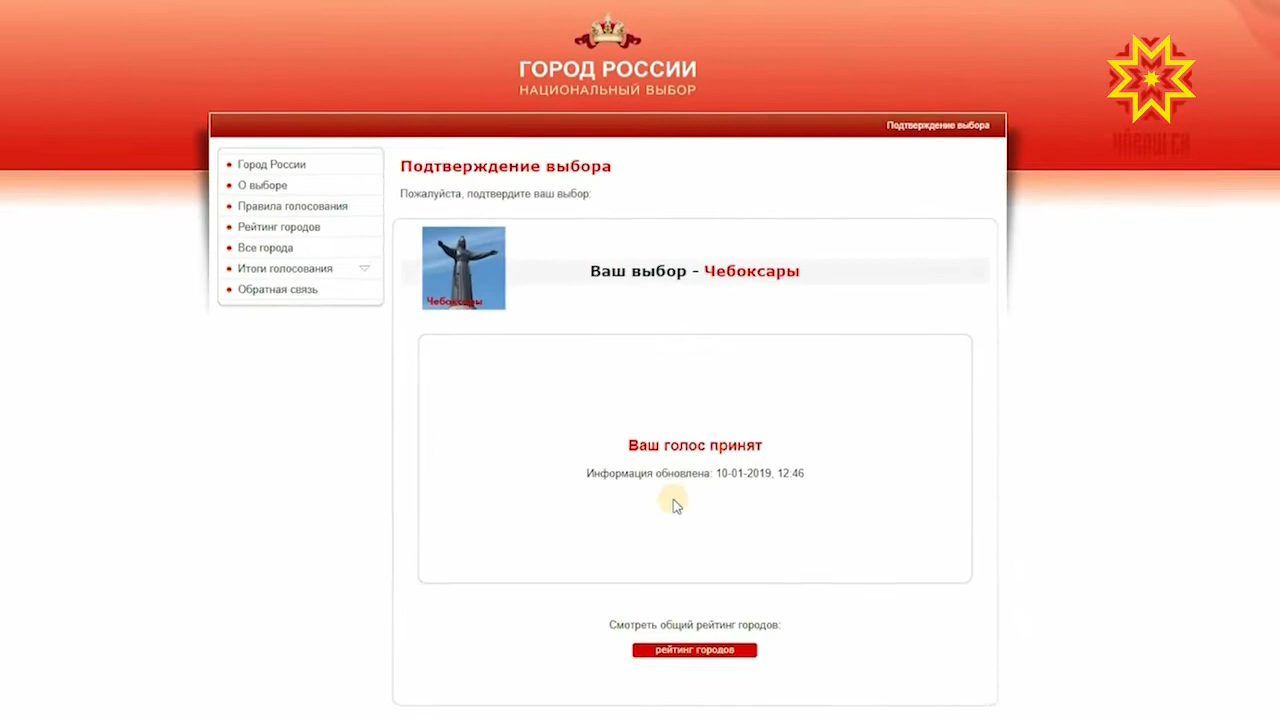 ГОРОД РОССИИ
НАЦИОНАЛЬНЫЙ ВЫБОР
Подтверждение выбора
Город России
О выборе
Правила голосования
Рейтинг городов
Все города
Итоги голосования
Обратная связь
Подтверждение выбора
Пожалуйста, подтвердите ваш выбор:
Чебоксары
Ваш выбор - Чебоксары
Ваш голос принят
Информация обновлена: 10-01-2019, 12:46
Смотреть общий рейтинг городов:
рейтинг городов